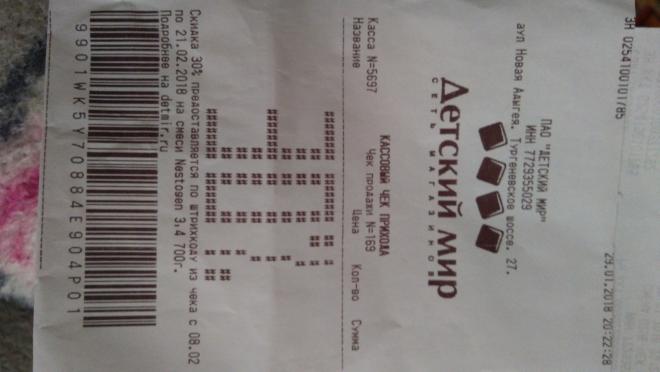 ЗН 0254100101785
29.01.2018 20:22:28
ПАО "ДЕТСКИЙ МИР"
ИНН 7729355029
аул Новая Адыгея. Тургеневское шоссе. 27.
Детский мир
СЕТЬ МАГАЗИНОВ
КАССОВЫЙ ЧЕК ПРИХОДА
Касса N=5697 Чек продажи N=169
Название Цена Кол-во Сумма
Скидка 30% предоставляется по штрихкоду из чека с 08.02
по 21.02.2018 на смеси Nestogen 3,4 700г.
Подробнее на detmir.ru
9901WK5Y70884E904P01